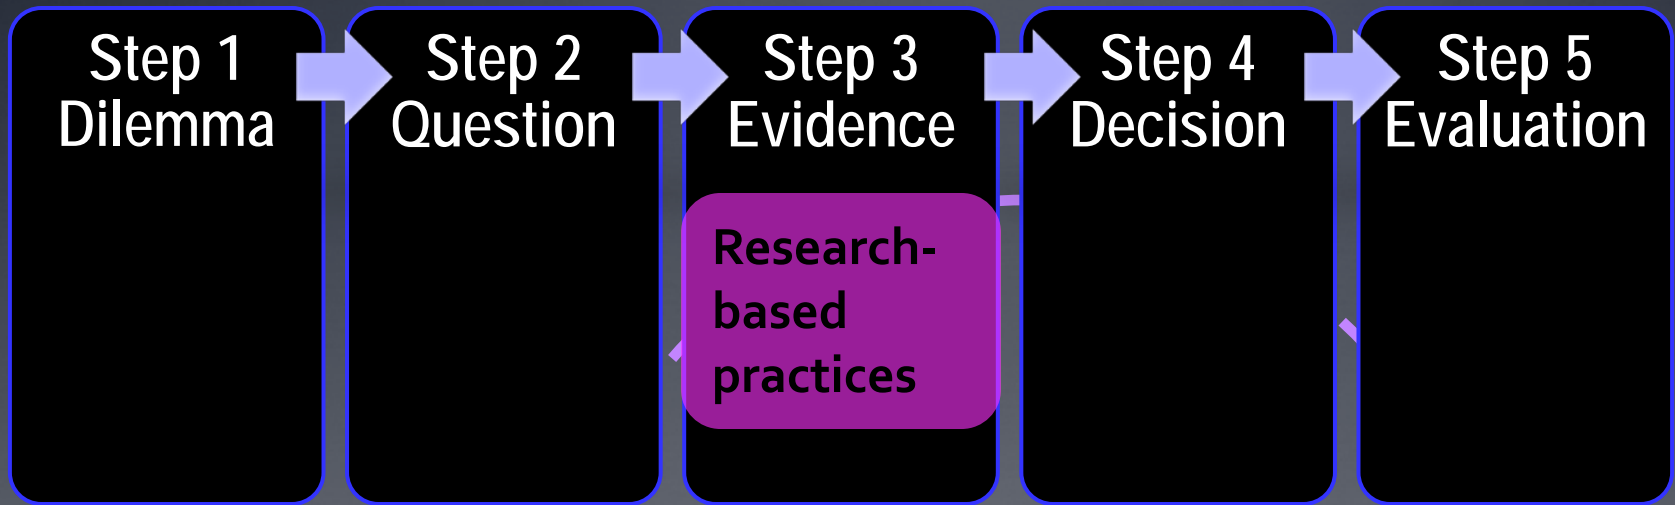 Step 1
Dilemma
Step 2
Question
Step 3
Evidence
Research-
based
practices
Step 4
Decision
Step 5
Evaluation